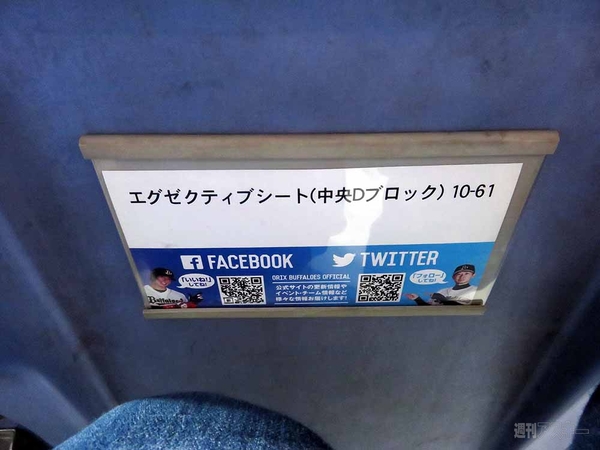 エグゼクティブシート(中央Dブロック) 10-61
FACEBOOK
TWITTER
「いいね!」
してね!
ORIX BUFFALOES OFFICIAL
公式サイトの更新情報や
イベント・チーム情報など
様々な情報お届けします!
「フォロー」
してね!
Buffaloes
週刊